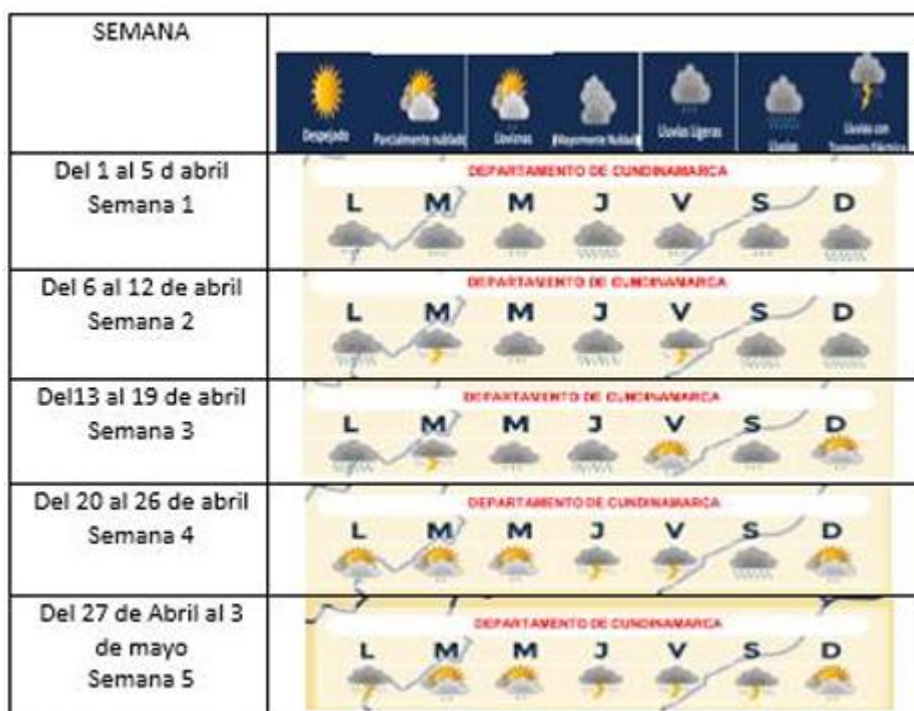 SEMANA
Despejado
Parcialmente nublado
Lloviznas
Mayormente Nublado
Lluvias Ligeras
Lluvias
Lluvias con
Tormenta Eléctrica
Del 1 al 5 d abril
Semana 1
DEPARTAMENTO DE CUNDINAMARCA
L M M J V S D
Del 6 al 12 de abril
Semana 2
DEPARTAMENTO DE CUNDINAMARCA
L M M J V S D
Del13 al 19 de abril
Semana 3
DEPARTAMENTO DE CUNDINAMARCA
L M M J V S D
Del 20 al 26 de abril
Semana 4
DEPARTAMENTO DE CUNDINAMARCA
L M M J V S D
Del 27 de Abril al 3
de mayo
Semana 5
DEPARTAMENTO DE CUNDINAMARCA
L M M J V S D